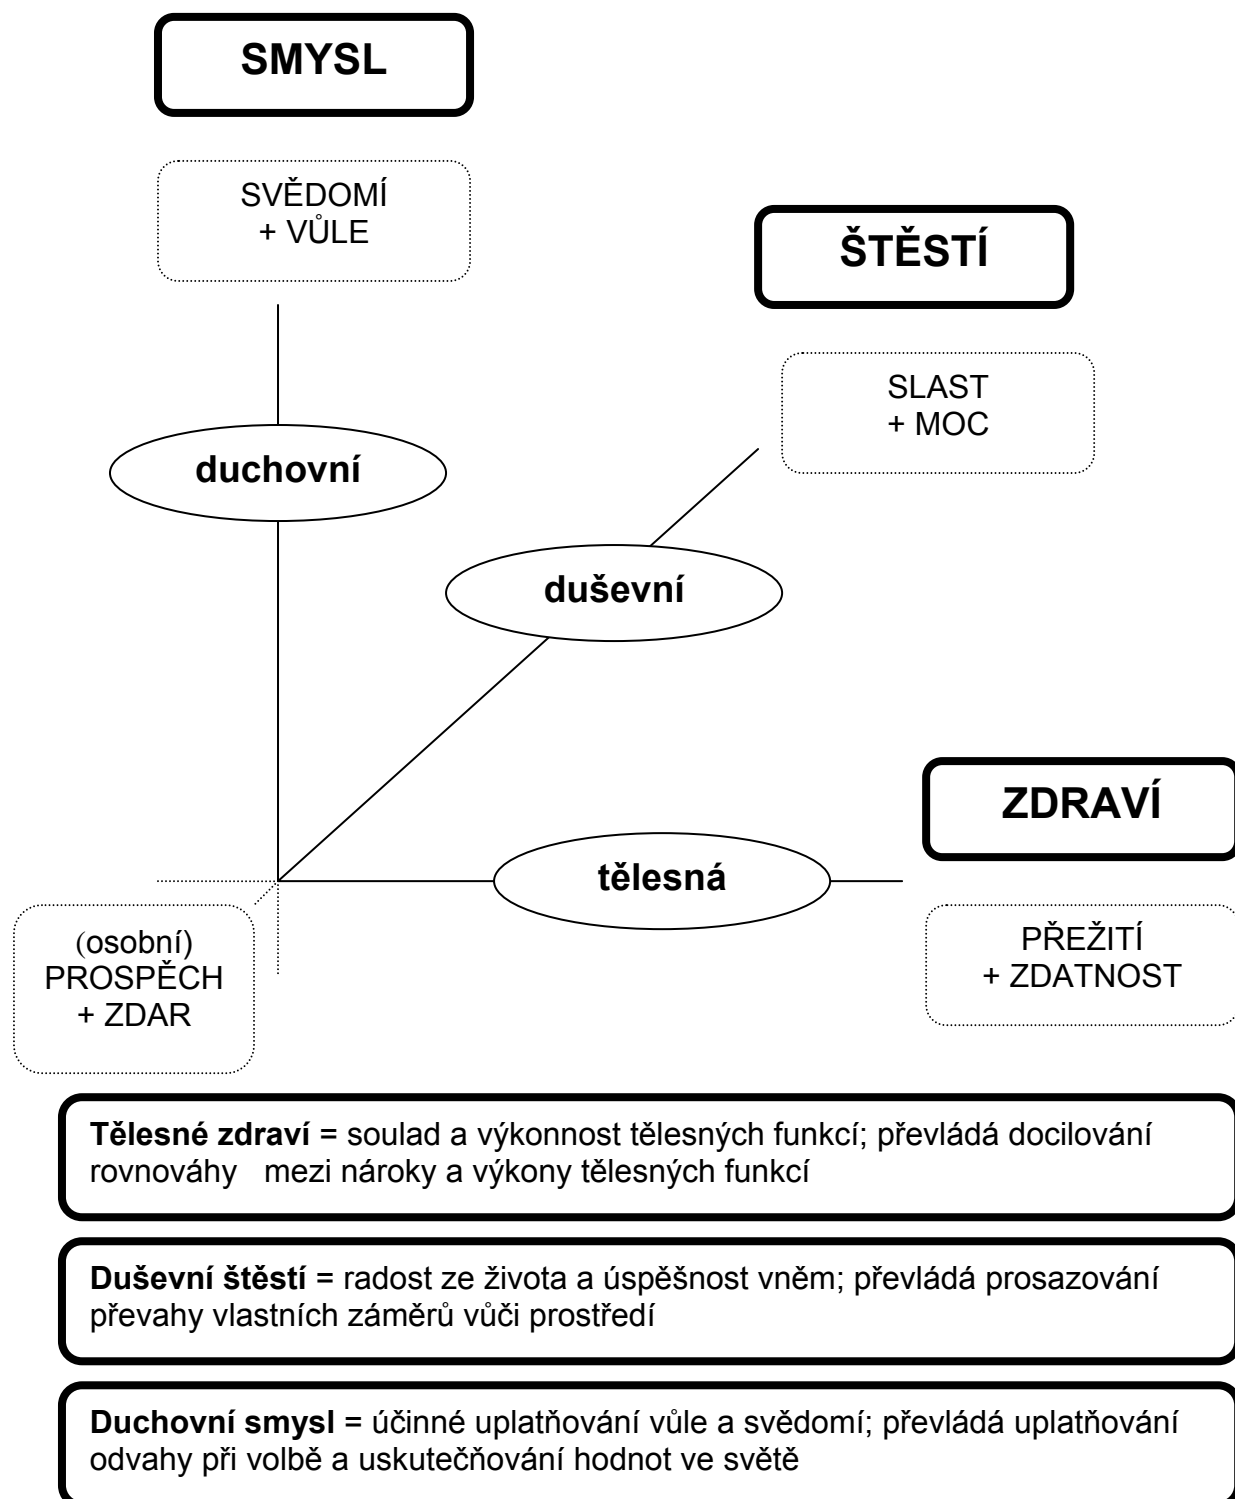 SMYSL
SVĚDOMÍ
+ VŮLE
ŠTĚSTÍ
SLAST
+ MOC
duchovní
duševní
ZDRAVÍ
tělesná
PŘEŽITÍ
+ ZDATNOST
(osobní)
PROSPĚCH
+ ZDAR
Tělesné zdraví = soulad a výkonnost tělesných funkcí; převládá docilování
rovnováhy mezi nároky a výkony tělesných funkcí
Duševní štěstí = radost ze života a úspěšnost vněm; převládá prosazování
převahy vlastních záměrů vůči prostředí
Duchovní smysl = účinné uplatňování vůle a svědomí; převládá uplatňování
odvahy při volbě a uskutečňování hodnot ve světě